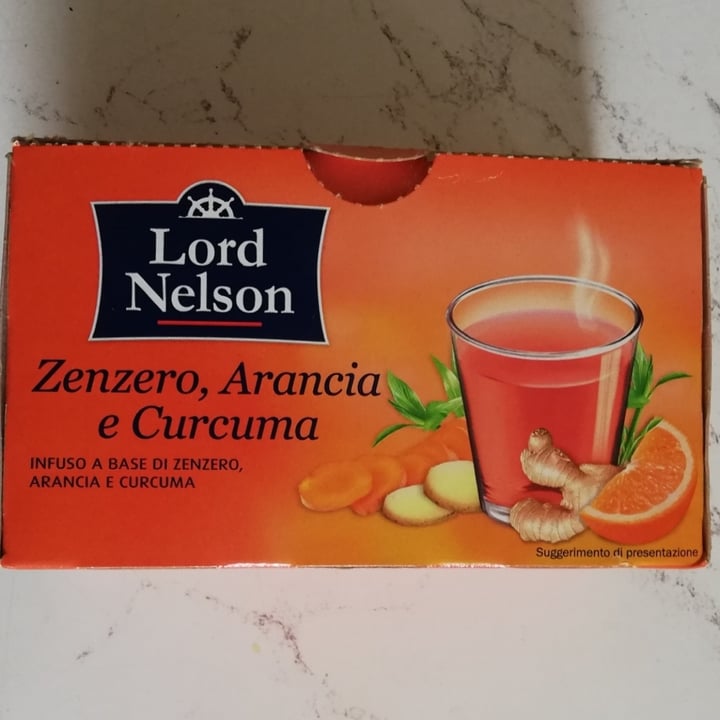 Lord
Nelson
Zenzero, Arancia
e Curcuma
INFUSO A BASE DI ZENZERO,
ARANCIA E CURCUMA
Suggerimento di presentazione